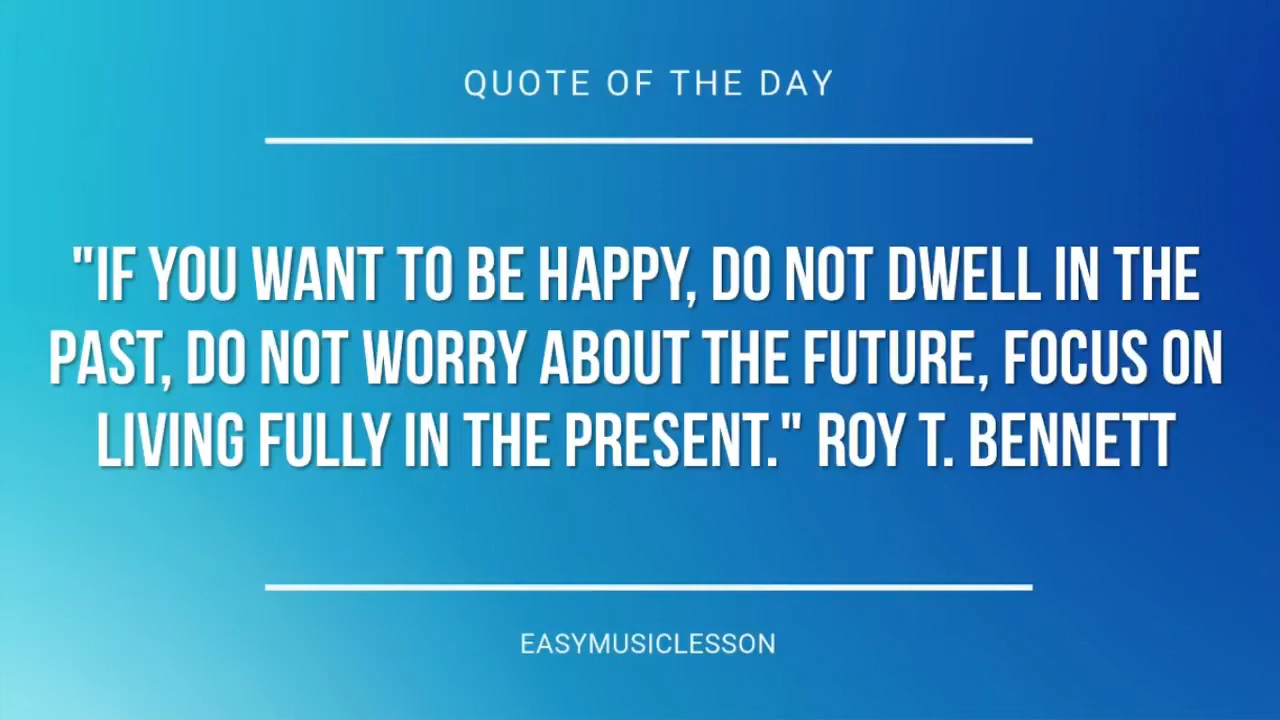 QUOTE OF THE DAY
"IF YOU WANT TO BE HAPPY, DO NOT DWELL IN THE
PAST, DO NOT WORRY ABOUT THE FUTURE, FOCUS ON
LIVING FULLY IN THE PRESENT." ROY T. BENNETT
EASYMUSICLESSON